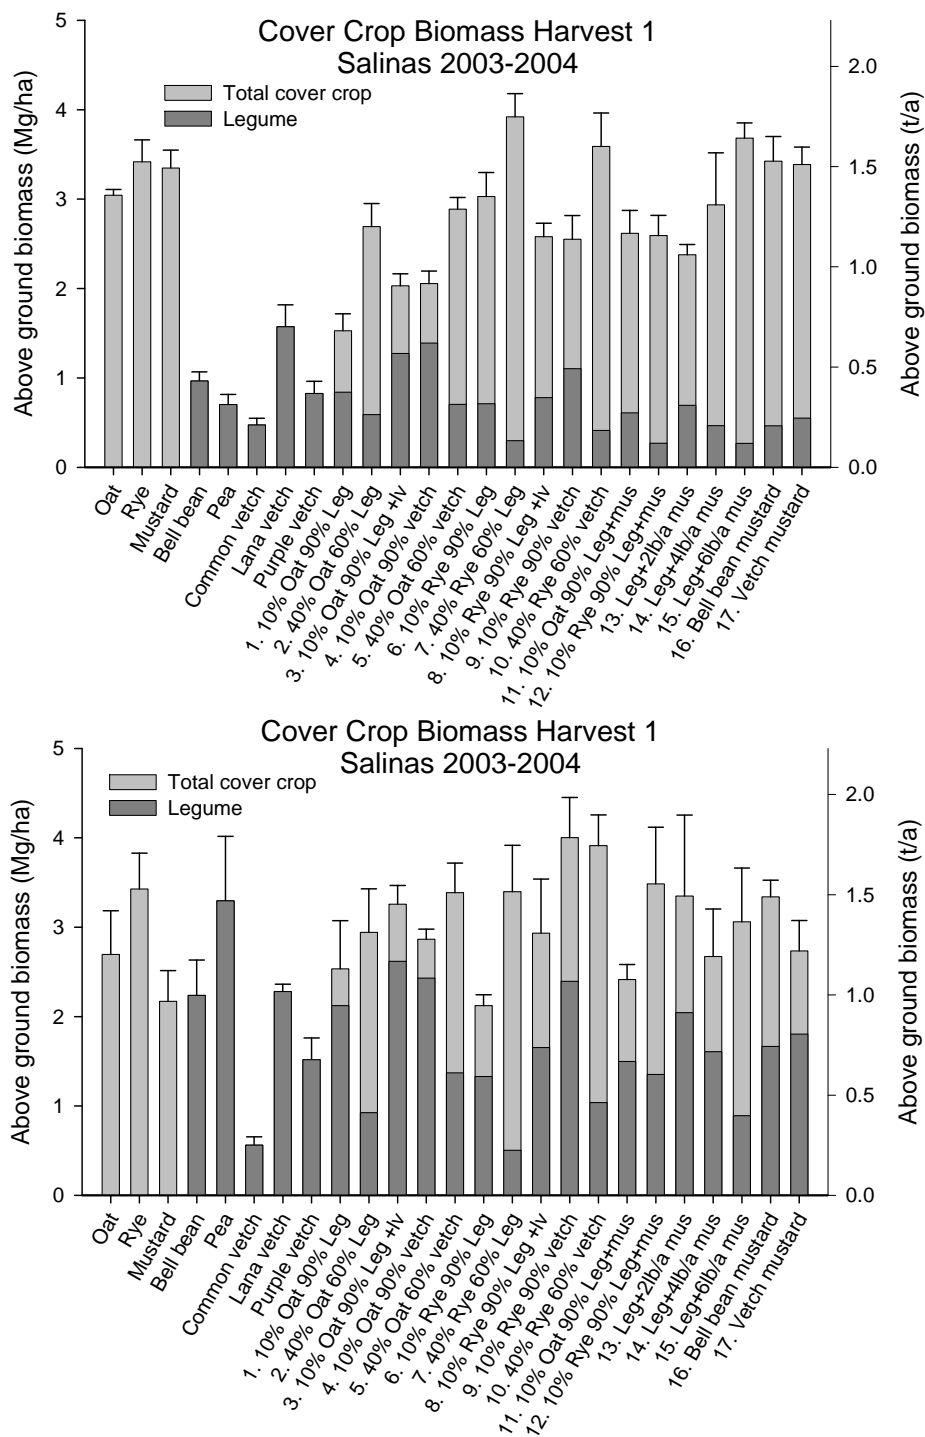 Cover Crop Biomass Harvest 1
Salinas 2003-2004
Total cover crop
Legume
Above ground biomass (Mg/ha)
5
4
3
2
1
0
Above ground biomass (t/a)
2.0
1.5
1.0
0.5
0.0
Oat
Rye
Mustard
Bell bean
Pea
Common vetch
Lana vetch
Purple vetch
1. 10% Oat 90% Leg
2. 40% Oat 60% Leg
3. 10% Oat 90% Leg +lv
4. 10% Oat 90% vetch
5. 40% Oat 60% vetch
6. 10% Rye 90% Leg
7. 40% Rye 60% Leg
8. 10% Rye 90% Leg +lv
9. 10% Rye 90% vetch
10. 40% Rye 60% vetch
11. 10% Oat 90% Leg+mus
12. 10% Rye 90% Leg+mus
13. Leg+2lb/a mus
14. Leg+4lb/a mus
15. Leg+6lb/a mus
16. Bell bean mustard
17. Vetch mustard
Cover Crop Biomass Harvest 1
Salinas 2003-2004
Total cover crop
Legume
Above ground biomass (Mg/ha)
5
4
3
2
1
0
Above ground biomass (t/a)
2.0
1.5
1.0
0.5
0.0
Oat
Rye
Mustard
Bell bean
Pea
Common vetch
Lana vetch
Purple vetch
1. 10% Oat 90% Leg
2. 40% Oat 60% Leg
3. 10% Oat 90% Leg +lv
4. 10% Oat 90% vetch
5. 40% Oat 60% vetch
6. 10% Rye 90% Leg
7. 40% Rye 60% Leg
8. 10% Rye 90% Leg +lv
9. 10% Rye 90% vetch
10. 40% Rye 60% vetch
11. 10% Oat 90% Leg+mus
12. 10% Rye 90% Leg+mus
13. Leg+2lb/a mus
14. Leg+4lb/a mus
15. Leg+6lb/a mus
16. Bell bean mustard
17. Vetch mustard